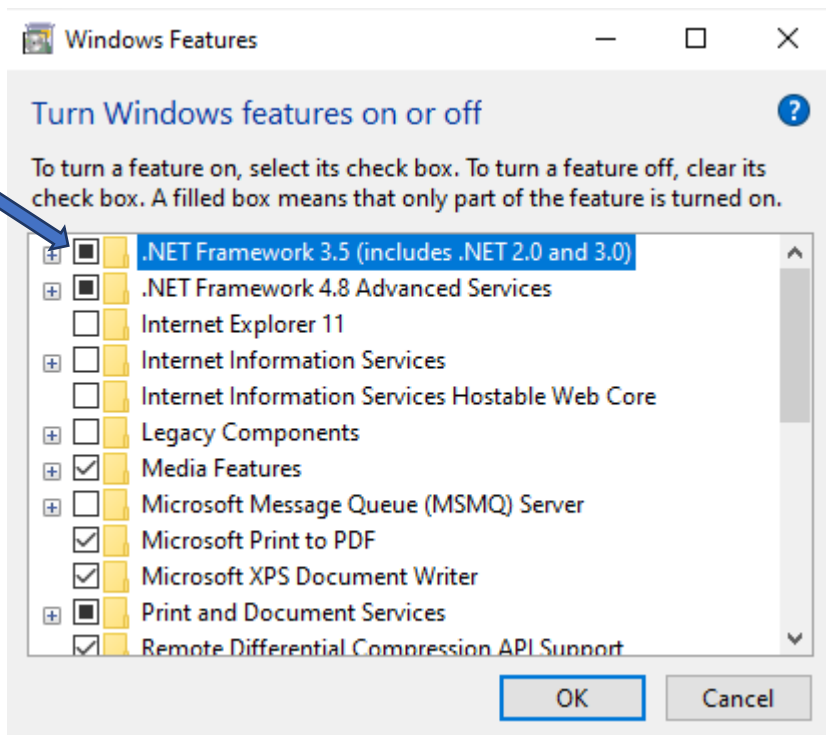 Windows Features
Turn Windows features on or off
?
To turn a feature on, select its check box. To turn a feature off, clear its
check box. A filled box means that only part of the feature is turned on.
.NET Framework 3.5 (includes .NET 2.0 and 3.0)
.NET Framework 4.8 Advanced Services
Internet Explorer 11
Internet Information Services
Internet Information Services Hostable Web Core
Legacy Components
Media Features
Microsoft Message Queue (MSMQ) Server
Microsoft Print to PDF
Microsoft XPS Document Writer
Print and Document Services
Remote Differential Compression API Support
OK
Cancel